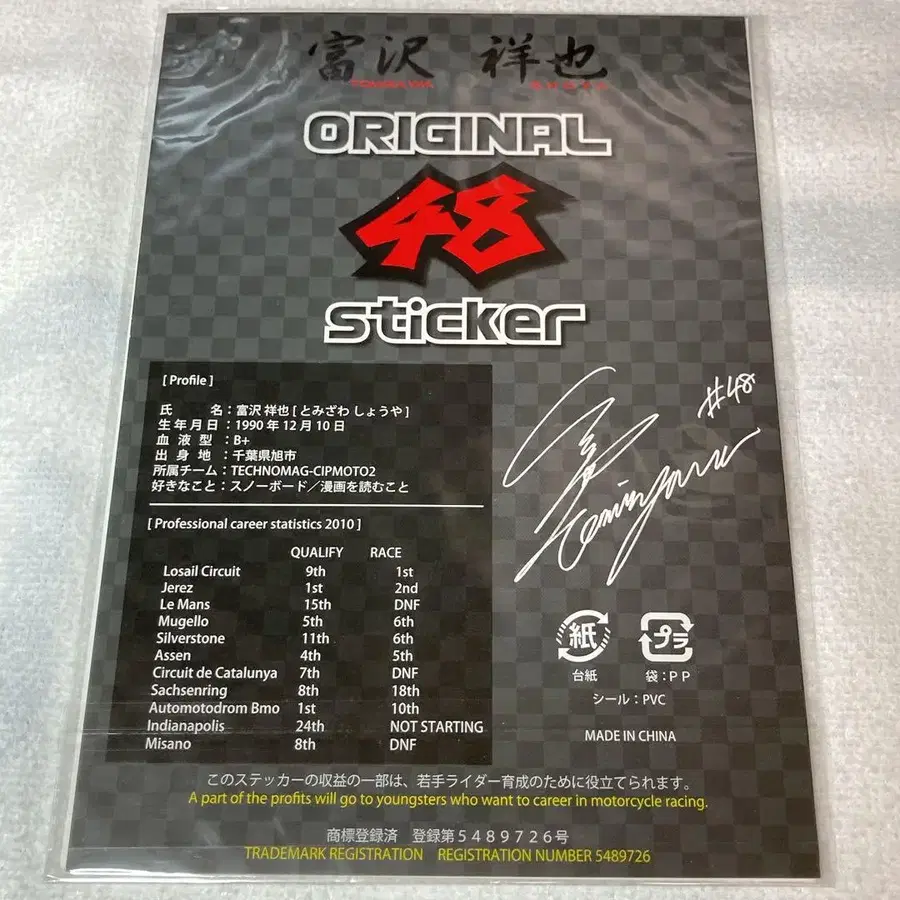 富沢 祥也
ORIGINAL
48
sticker
[ Profile ]
氏　　名：富沢 祥也 [ とみざわ しょうや ]
生年月日：1990 年 12 月 10 日
血液型：B+
出身地：千葉県旭市
所属チーム：TECHNOMAG-CIPMOTO2
好きなこと：スノーボード／漫画を読むこと
[ Professional career statistics 2010 ]
QUALIFY RACE
Losail Circuit 9th 1st
Jerez 1st 2nd
Le Mans 15th DNF
Mugello 5th 6th
Silverstone 11th 6th
Assen 4th 5th
Circuit de Catalunya 7th DNF
Sachsenring 8th 18th
Automotodrom Bmo 1st 10th
Indianapolis 24th NOT STARTING
Misano 8th DNF
#48
紙
プラ
台紙
袋：PP
シール：PVC
MADE IN CHINA
このステッカーの収益の一部は、若手ライダー育成のために役立てられます。
A part of the profits will go to youngsters who want to career in motorcycle racing.
商標登録済　登録第５４８９７２６号
TRADEMARK REGISTRATION REGISTRATION NUMBER 5489726